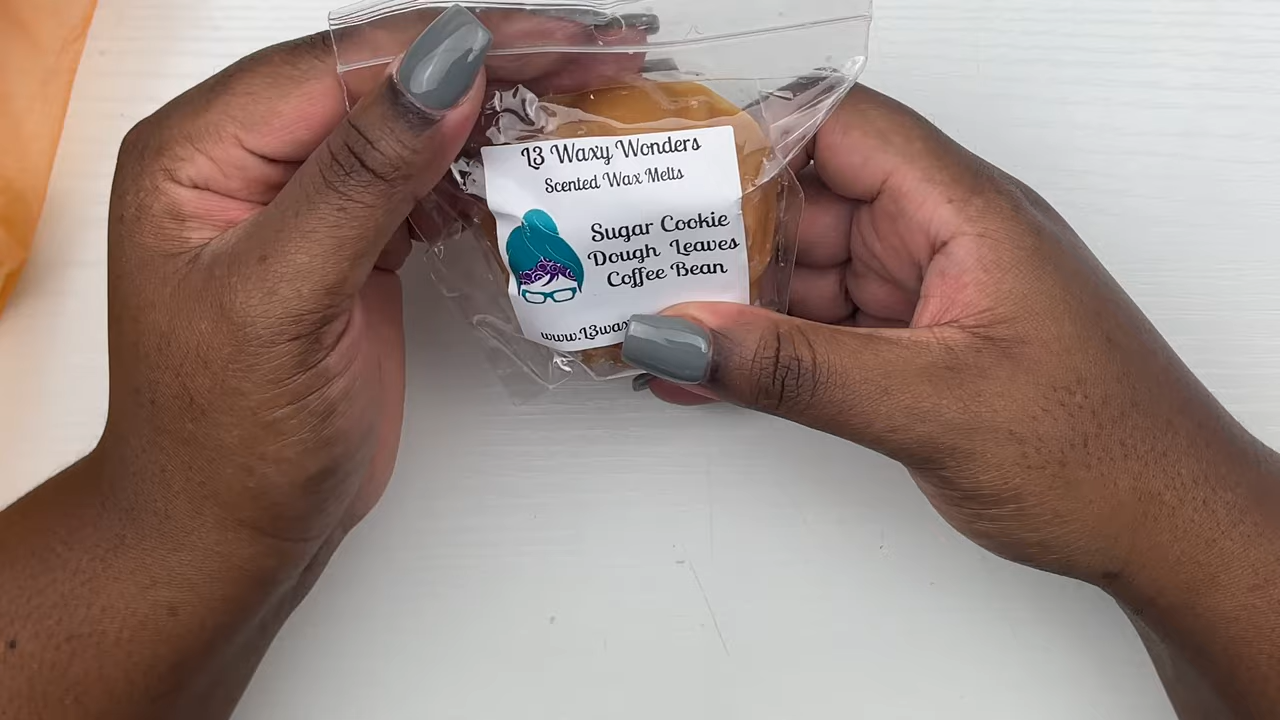 L3 Waxy Wonders
Scented Wax Melts
Sugar Cookie
Dough Leaves
Coffee Bean